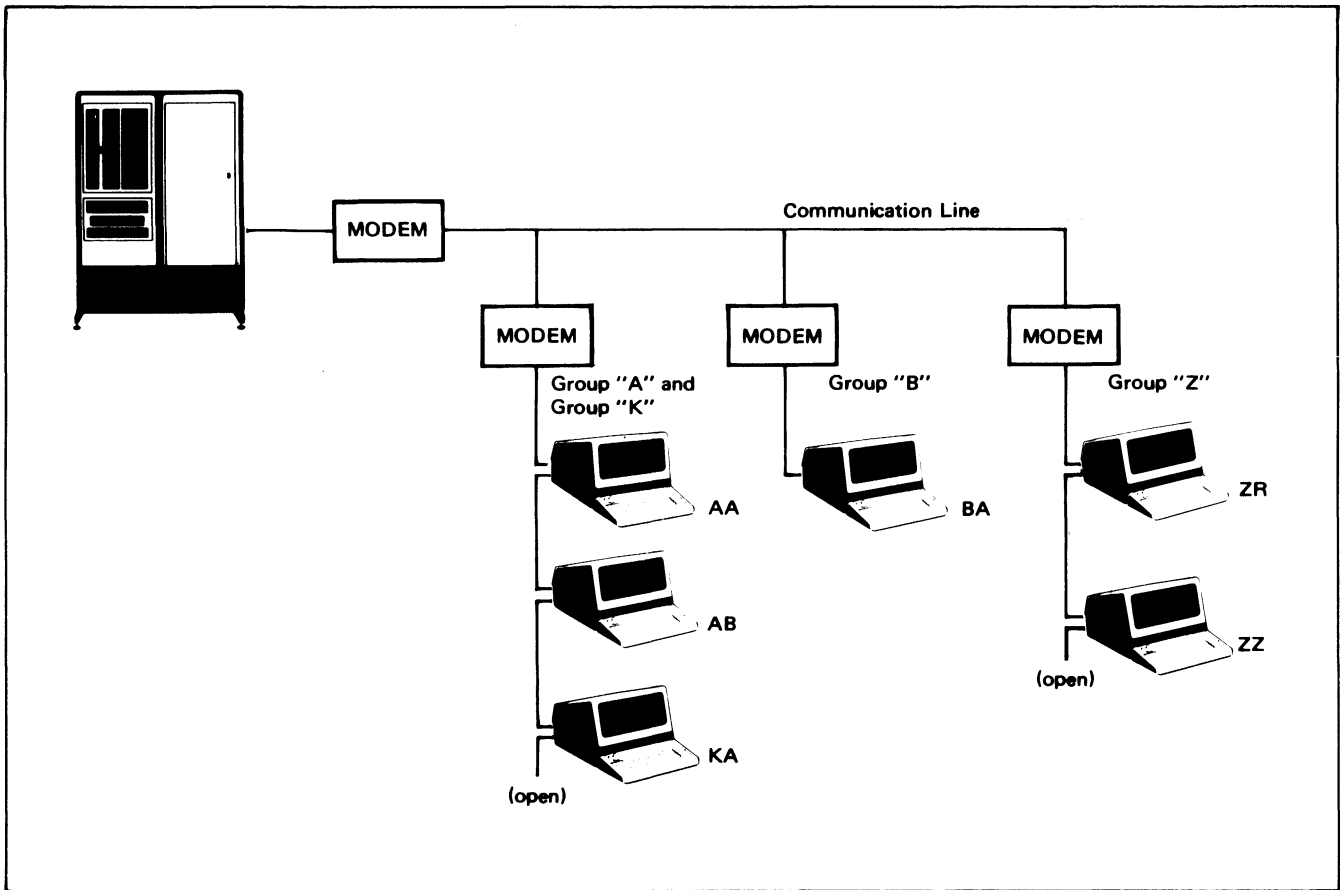 Communication Line
MODEM
MODEM
MODEM
MODEM
Group "A" and
Group "K"
Group "B"
Group "Z"
AA
BA
ZR
AB
ZZ
(open)
KA
(open)